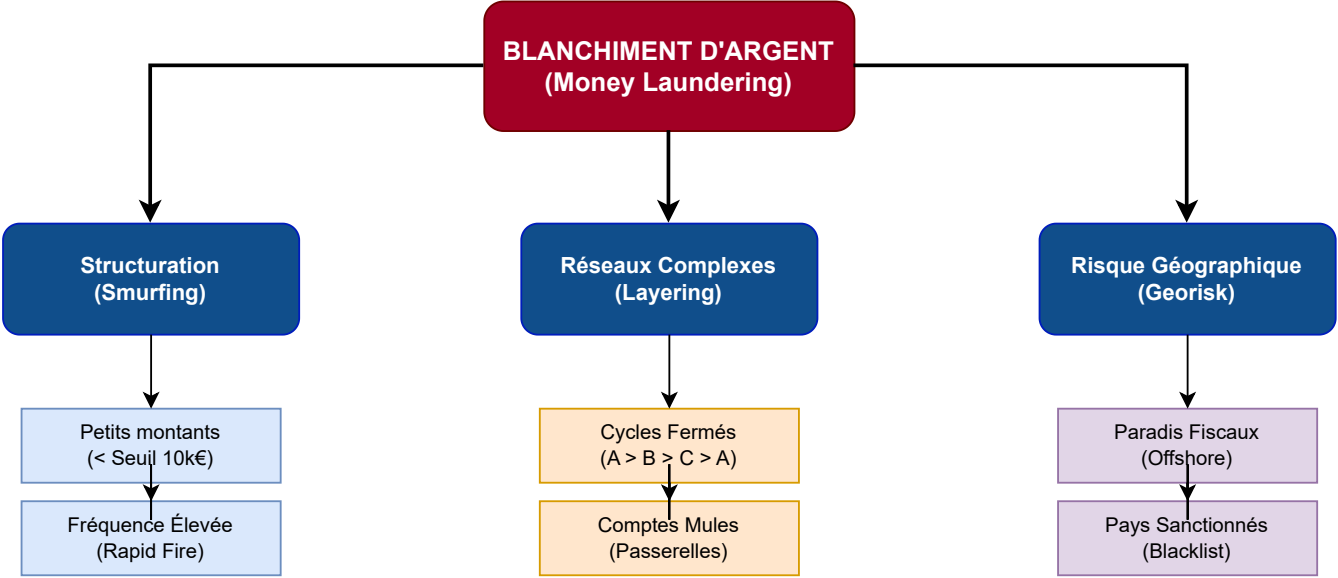 BLANCHIMENT D'ARGENT
(Money Laundering)
Structuration
(Smurfing)
Réseaux Complexes
(Layering)
Risque Géographique
(Georisk)
Petits montants
(< Seuil 10k€)
Cycles Fermés
(A > B > C > A)
Paradis Fiscaux
(Offshore)
Fréquence Élevée
(Rapid Fire)
Comptes Mules
(Passerelles)
Pays Sanctionnés
(Blacklist)